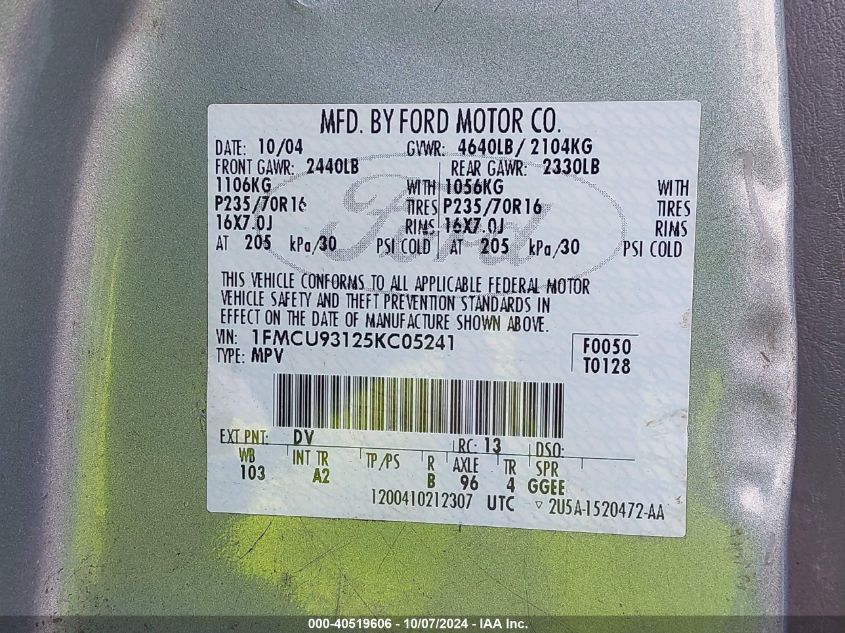 MFD. BY FORD MOTOR CO.
DATE: 10/04 GVWR: 4640LB/ 2104KG
FRONT GAWR: 2440LB REAR GAWR: 2330LB
1106KG WITH 1056KG WITH
P235/70R16 TIRES P235/70R16 TIRES
16X7.0J RIMS 16X7.0J RIMS
AT 205 kPa/30 PSI COLD AT 205 kPa/30 PSI COLD
Ford
THIS VEHICLE CONFORMS TO ALL APPLICABLE FEDERAL MOTOR
VEHICLE SAFETY AND THEFT PREVENTION STANDARDS IN
EFFECT ON THE DATE OF MANUFACTURE SHOWN ABOVE.
VIN: 1FMCU93125KC05241 F0050
TYPE: MPV T0128
EXT PNT: DV RC: 13 DSO:
WB INT TR TP/PS R AXLE TR SPR
103 A2 B 96 4 GGEE
1200410212307 UTC ▽ 2U5A-1520472-AA
000-40519606 - 10/07/2024 - IAA Inc.